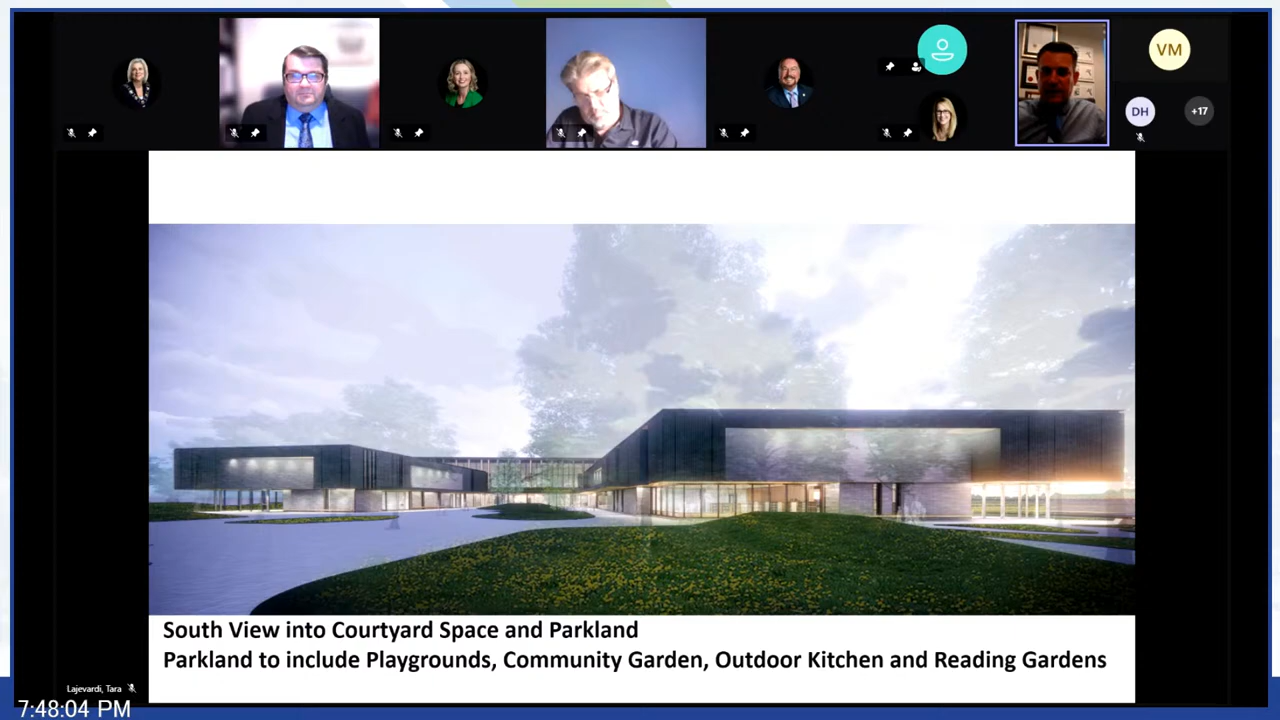 VM
DH
+17
South View into Courtyard Space and Parkland
Parkland to include Playgrounds, Community Garden, Outdoor Kitchen and Reading Gardens
Lajevardi, Tara
7:48:04 PM